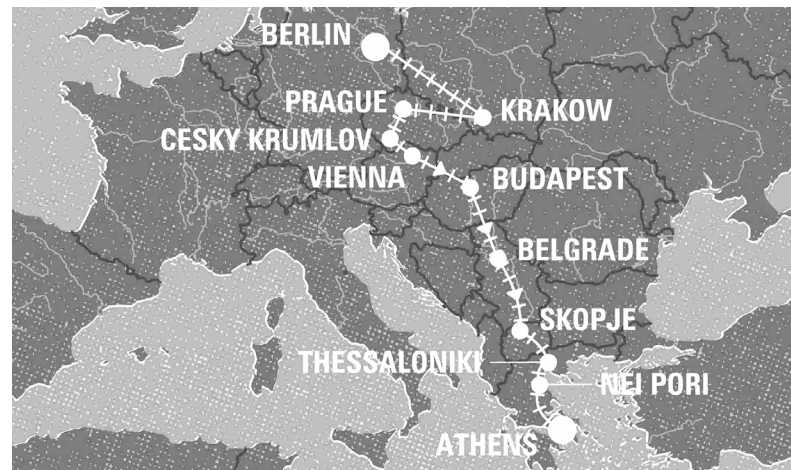 BERLIN
PRAGUE
KRAKOW
CESKY KRUMLOV
VIENNA
BUDAPEST
BELGRADE
SKOPJE
THESSALONIKI
NEI PORI
ATHENS